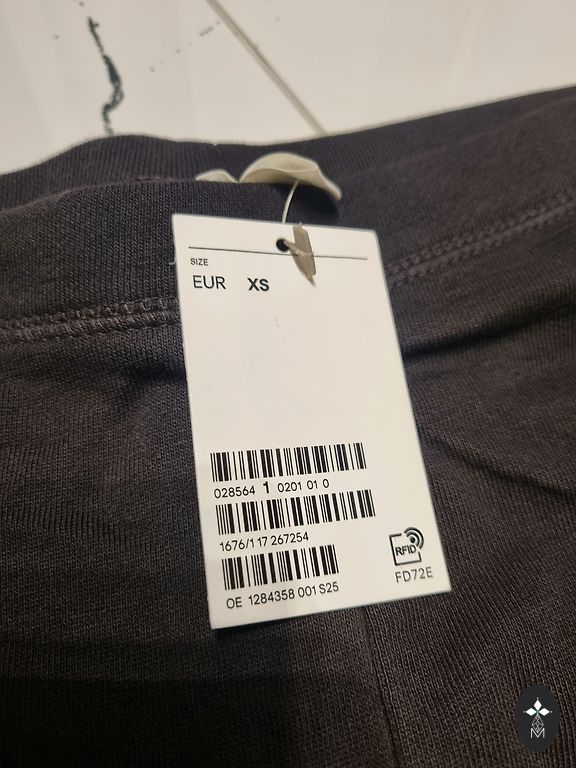 SIZE
EUR XS
028564 1 0201 01 0
1676/1 17 267254
RFID
FD72E
OE 1284358 001 S25
M